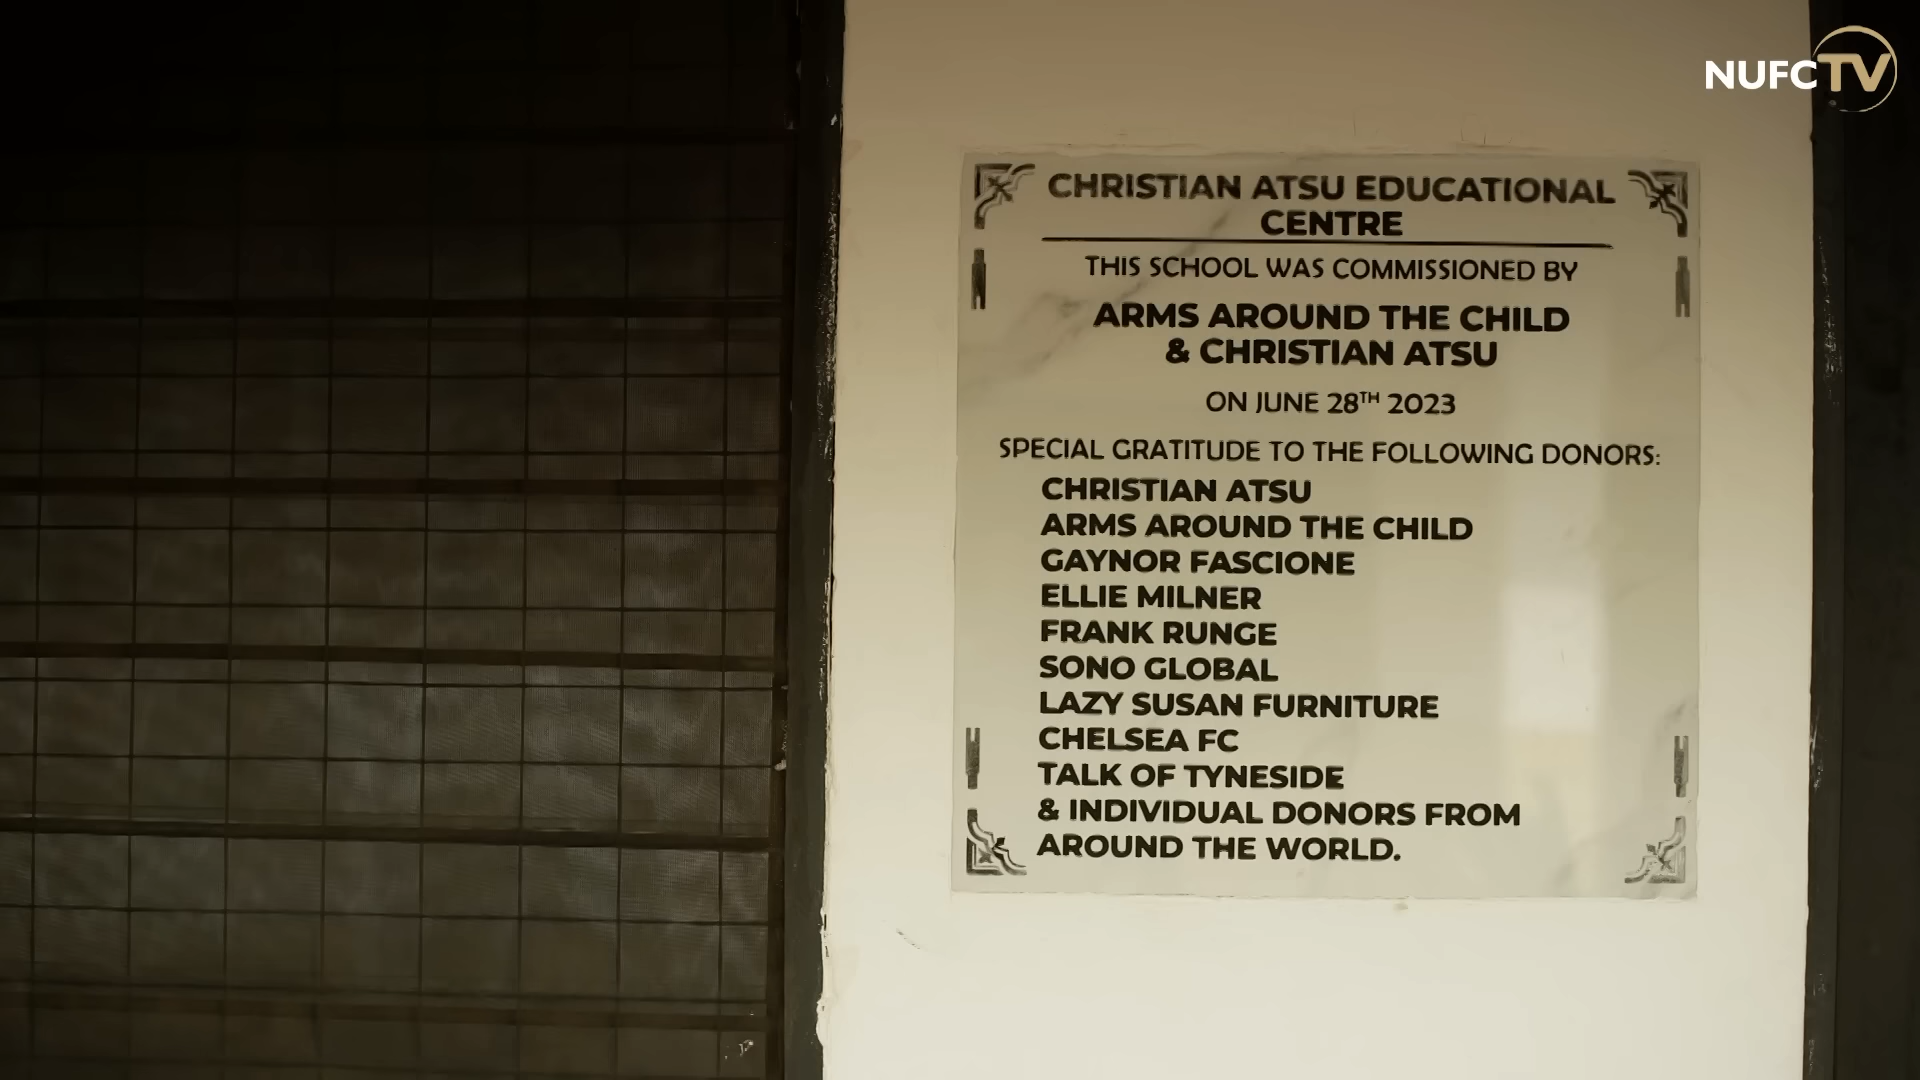 NUFCTV
CHRISTIAN ATSU EDUCATIONAL
CENTRE
THIS SCHOOL WAS COMMISSIONED BY
ARMS AROUND THE CHILD
& CHRISTIAN ATSU
ON JUNE 28TH 2023
SPECIAL GRATITUDE TO THE FOLLOWING DONORS:
CHRISTIAN ATSU
ARMS AROUND THE CHILD
GAYNOR FASCIONE
ELLIE MILNER
FRANK RUNGE
SONO GLOBAL
LAZY SUSAN FURNITURE
CHELSEA FC
TALK OF TYNESIDE
& INDIVIDUAL DONORS FROM
AROUND THE WORLD.